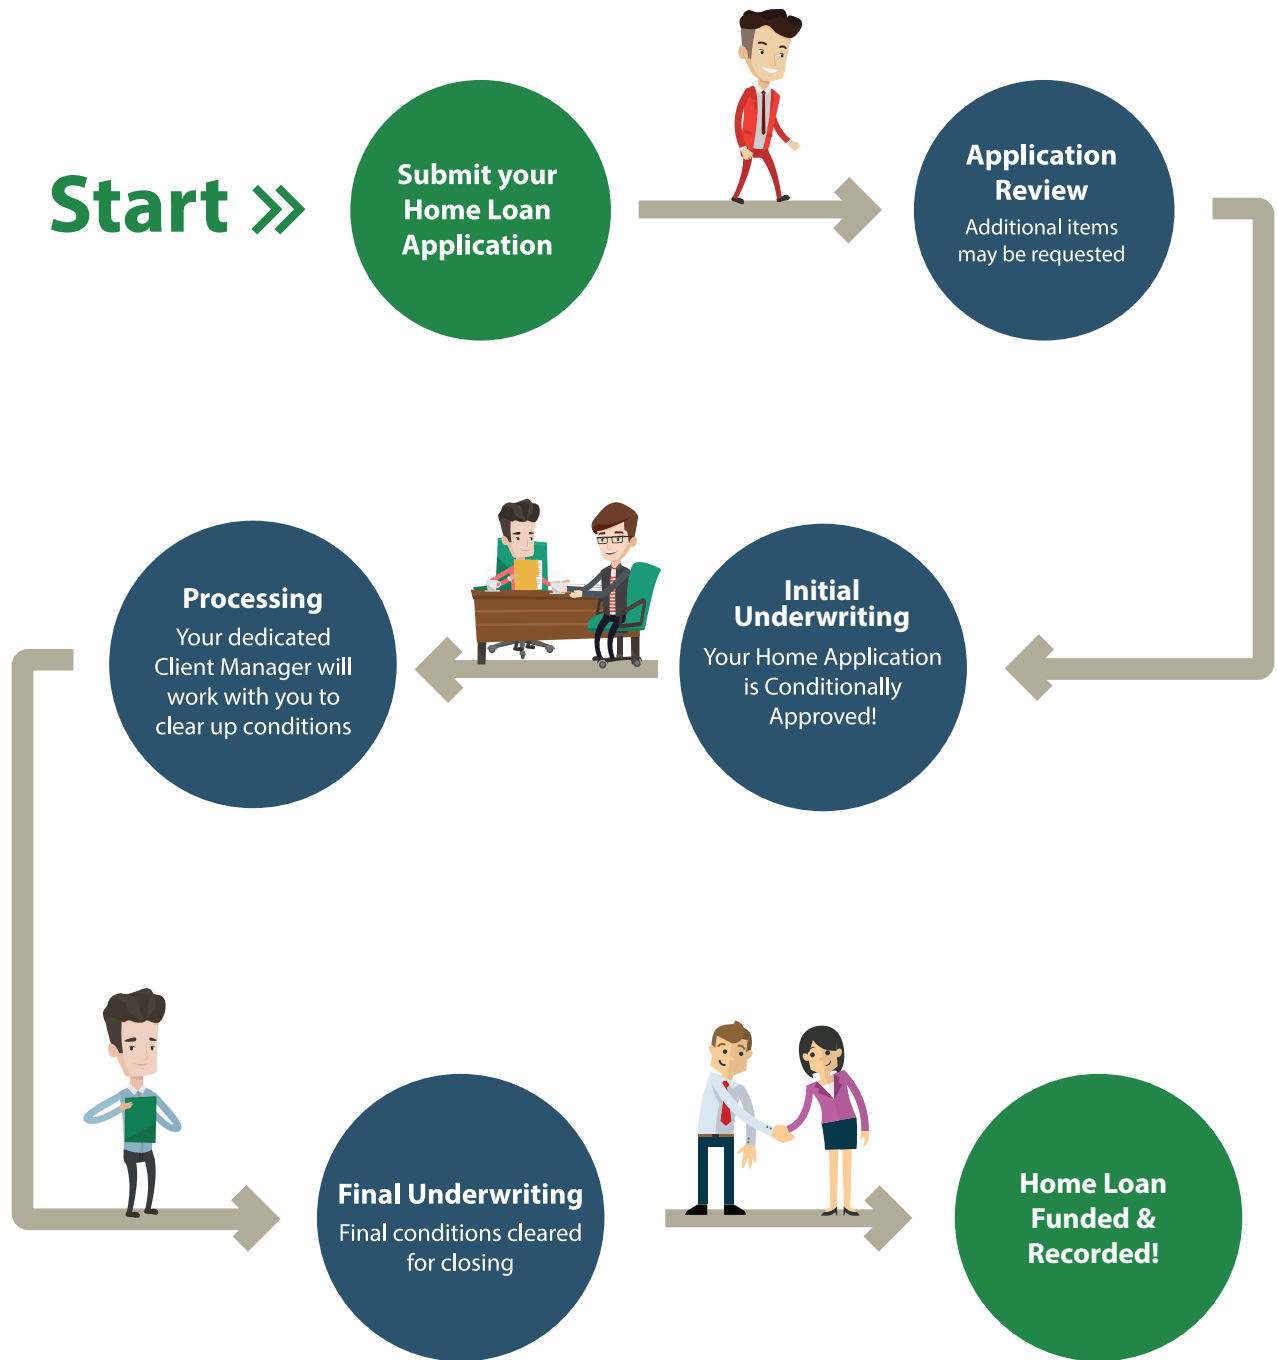 Start
Submit your
Home Loan
Application
Application
Review
Additional items
may be requested
Initial
Underwriting
Your Home Application
is Conditionally
Approved!
Processing
Your dedicated
Client Manager will
work with you to
clear up conditions
Final Underwriting
Final conditions cleared
for closing
Home Loan
Funded &
Recorded!